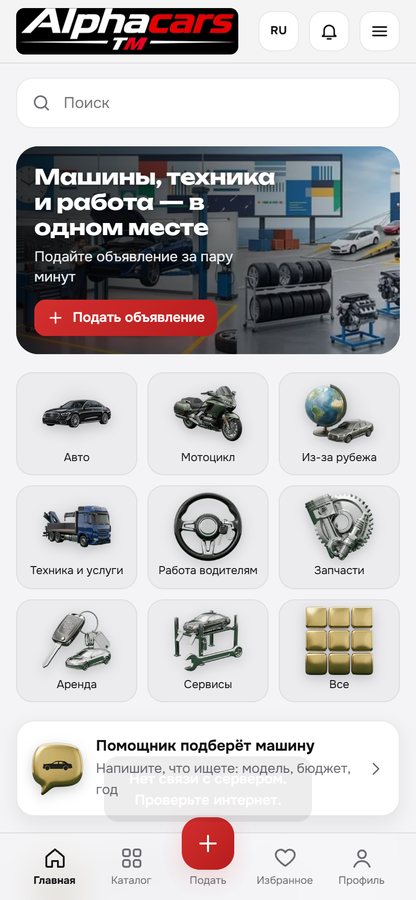 Alphacars
TM
RU
Поиск
Машины, техника
и работа — в
одном месте
Подайте объявление за пару
минут
Подать объявление
Авто
Мотоцикл
Из-за рубежа
Техника и услуги
Работа водителям
Запчасти
Аренда
Сервисы
Все
Помощник подберёт машину
Напишите, что ищете: модель, бюджет,
год
Нет связи с сервером.
Проверьте интернет.
Главная
Каталог
Подать
Избранное
Профиль